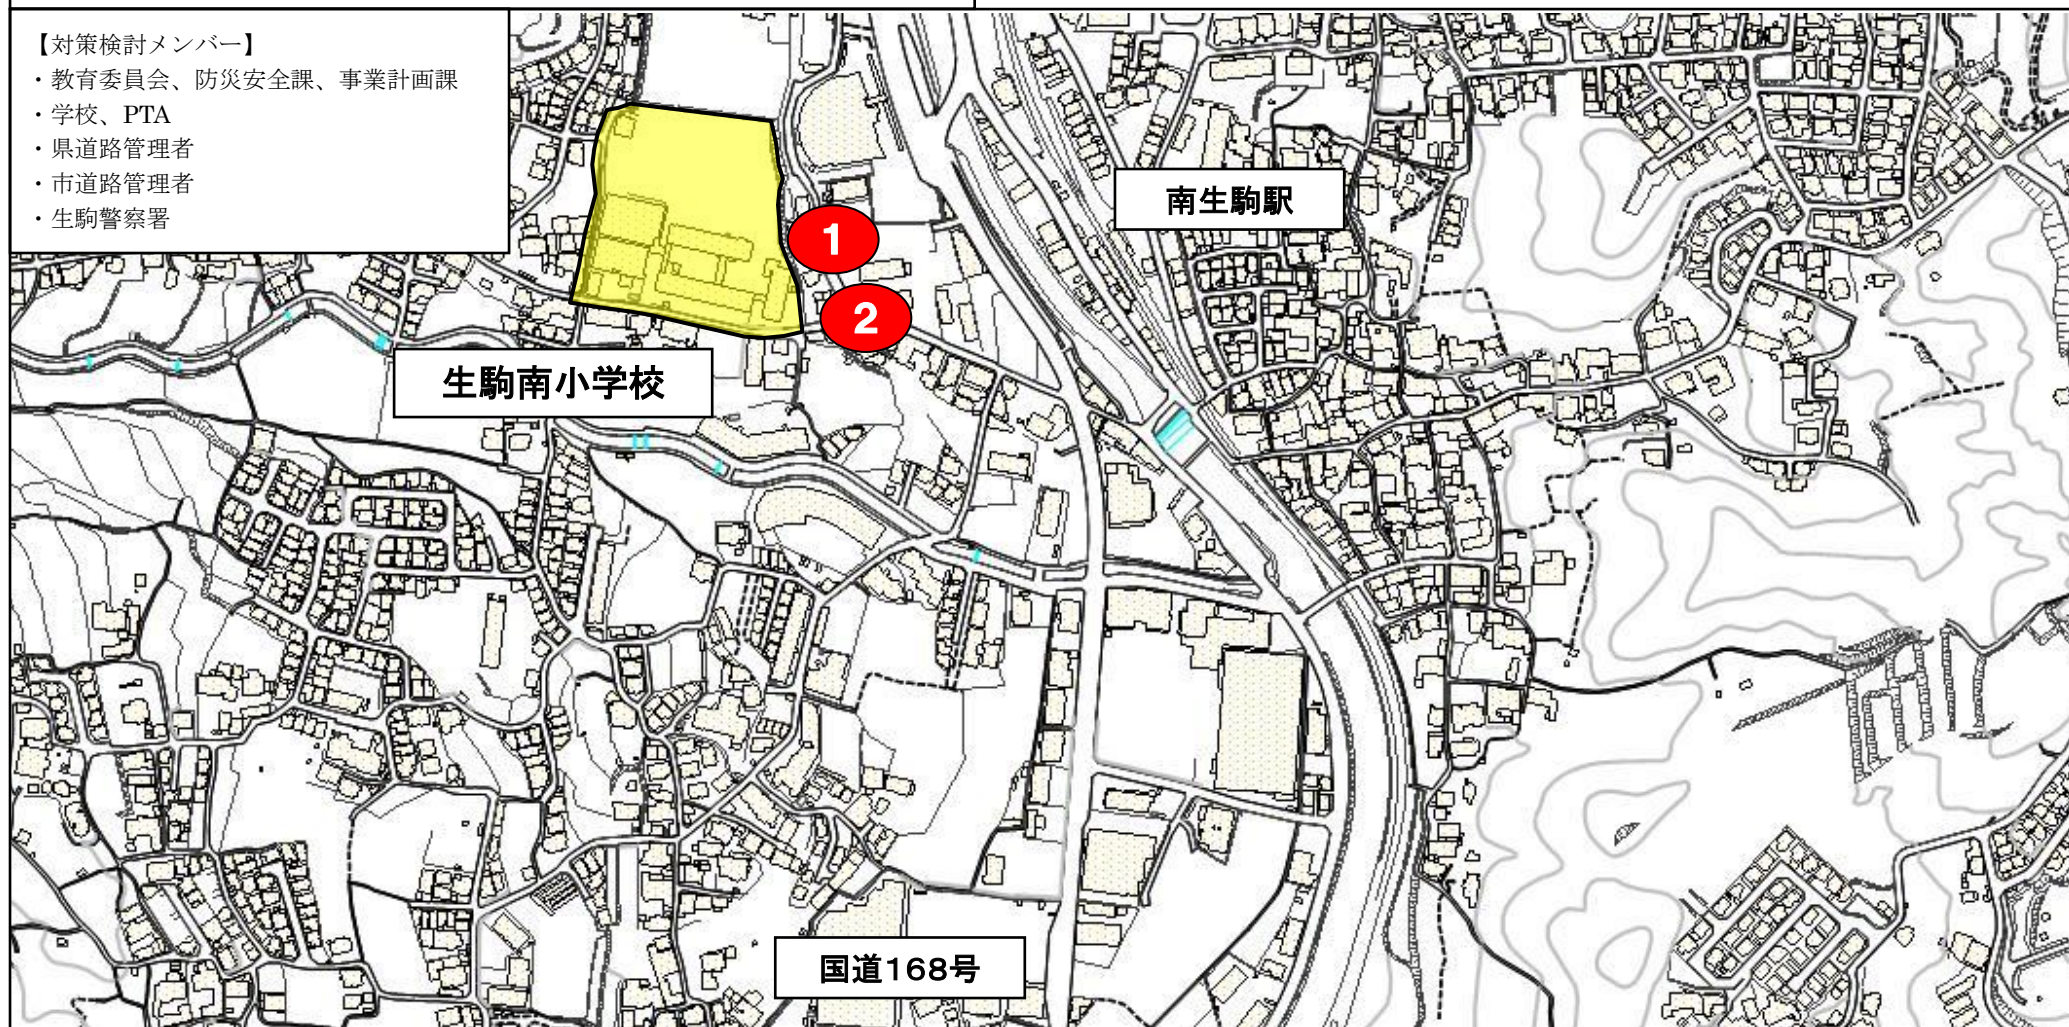 【対策検討メンバー】
・教育委員会、防災安全課、事業計画課
・学校、PTA
・県道路管理者
・市道路管理者
・生駒警察署
南生駒駅
1
2
生駒南小学校
国道168号